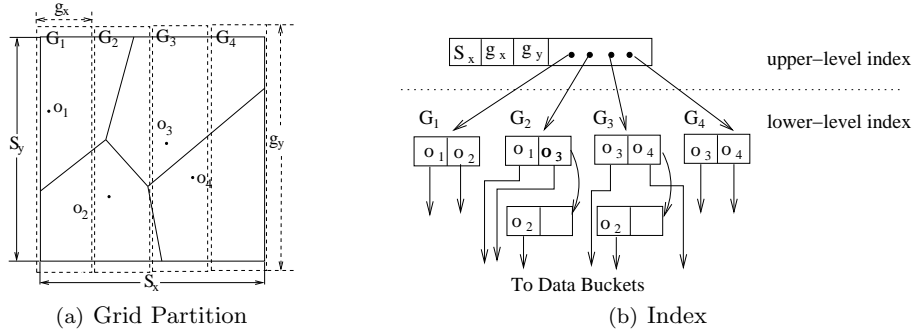 g_x
G_1 G_2 G_3 G_4
o_1
o_3
S_y
g_y
o_4
o_2
S_x
(a) Grid Partition
S_x g_x g_y
upper-level index
lower-level index
G_1 G_2 G_3 G_4
o_1 o_2 o_1 o_3 o_3 o_4 o_3 o_4
o_2 o_2
To Data Buckets
(b) Index